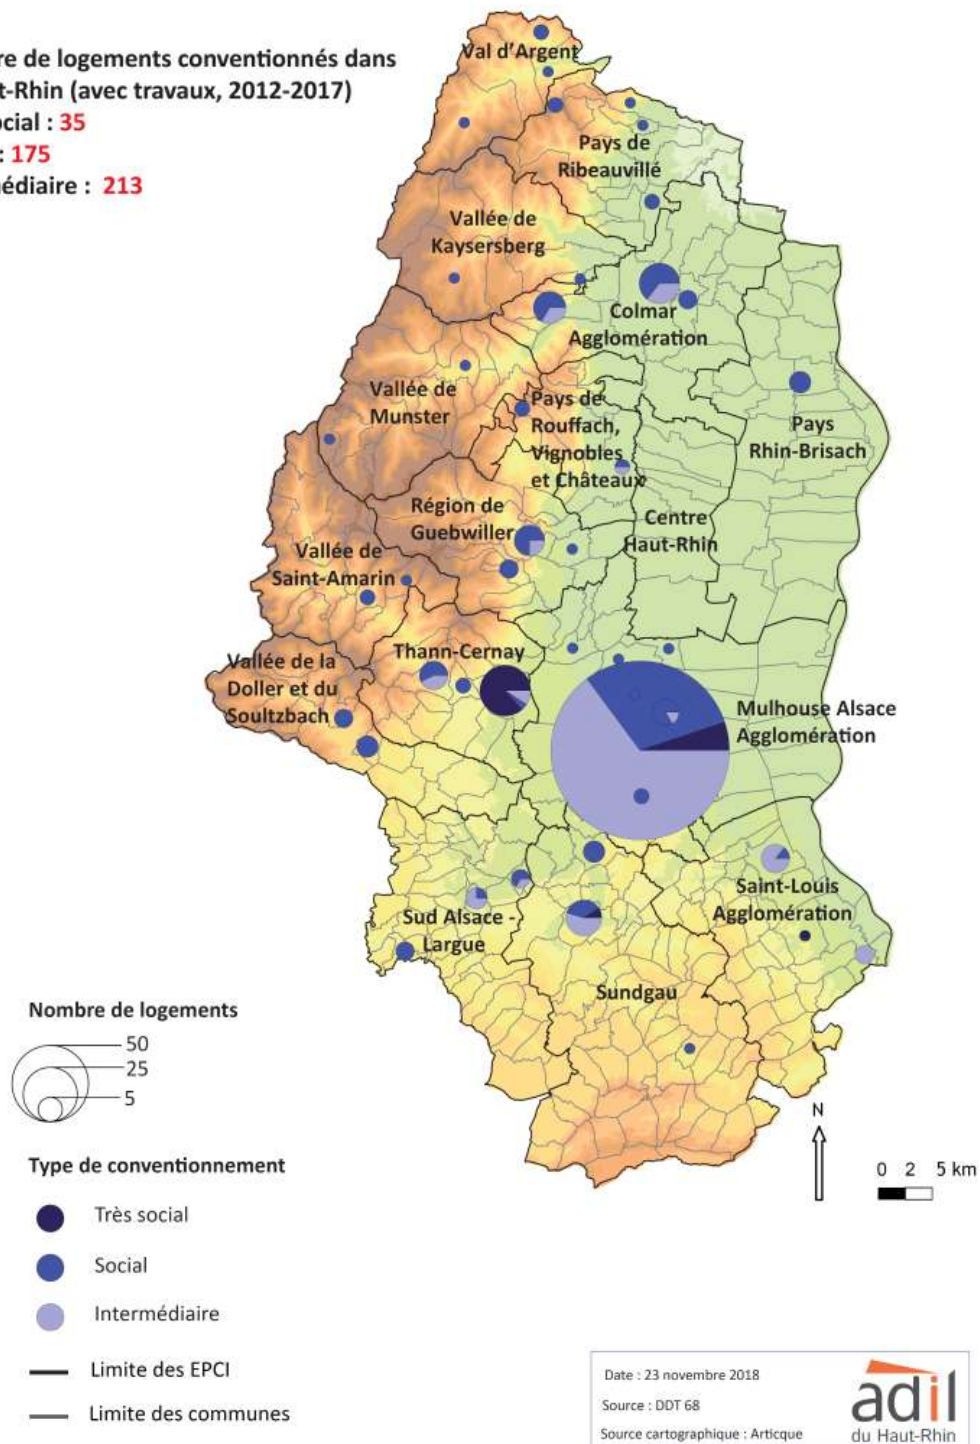 re de logements conventionnés dans
t-Rhin (avec travaux, 2012-2017)
ocial : 35
: 175
édiaire : 213
Val d'Argent
Pays de
Ribeauvillé
Vallée de
Kaysersberg
Colmar
Agglomération
Vallée de
Munster
Pays de
Rouffach,
Vignobles
et Châteaux
Pays
Rhin-Brisach
Région de
Guebwiller
Centre
Haut-Rhin
Vallée de
Saint-Amarin
Thann-Cernay
Vallée de la
Doller et du
Soultzbach
Mulhouse Alsace
Agglomération
Saint-Louis
Agglomération
Sud Alsace -
Largue
Sundgau
Nombre de logements
50
25
5
N
0 2 5 km
Type de conventionnement
Très social
Social
Intermédiaire
Limite des EPCI
Limite des communes
Date : 23 novembre 2018
Source : DDT 68
Source cartographique : Articque
adil
du Haut-Rhin